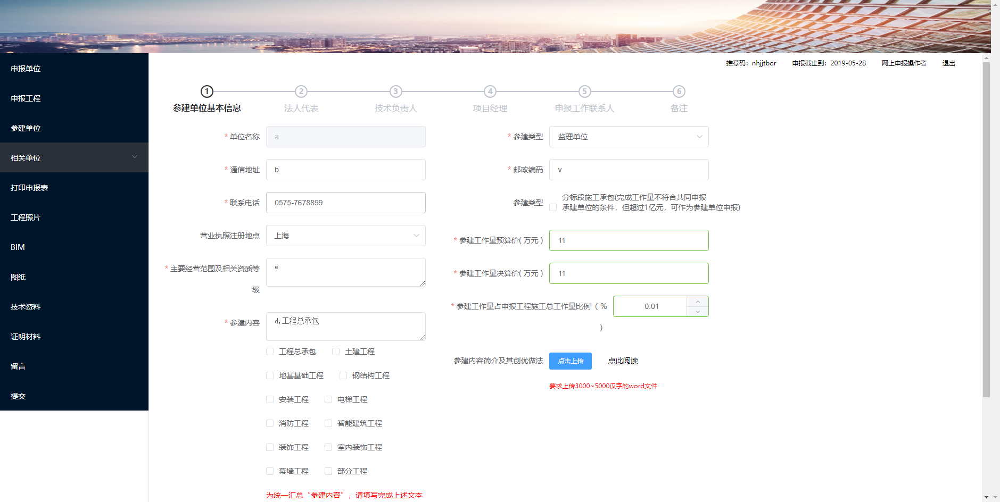 推荐码：nhjjtbor 申报截止到：2019-05-28 网上申报操作者 退出
申报单位
申报工程
参建单位
相关单位
打印申报表
工程照片
BIM
图纸
技术资料
证明材料
留言
提交
1 2 3 4 5 6
参建单位基本信息 法人代表 技术负责人 项目经理 申报工作联系人 备注
* 单位名称 a
* 参建类型 监理单位
* 通信地址 b
* 邮政编码 v
* 联系电话 0575-7678899
参建类型 分标段施工承包(完成工作量不符合共同申报
承建单位的条件，但超过1亿元，可作为参建单位申报)
营业执照注册地点 上海
* 参建工作量预算价( 万元 ) 11
* 主要经营范围及相关资质等
级
e
* 参建工作量决算价( 万元 ) 11
* 参建工作量占申报工程施工总工作量比例（ %
）
0.01
* 参建内容 d,工程总承包
工程总承包 土建工程
地基基础工程 钢结构工程
安装工程 电梯工程
消防工程 智能建筑工程
装饰工程 室内装饰工程
幕墙工程 部分工程
为统一汇总“参建内容”，请填写完成上述文本
参建内容简介及其创优做法 点击上传 点此阅读
要求上传3000~5000汉字的word文件